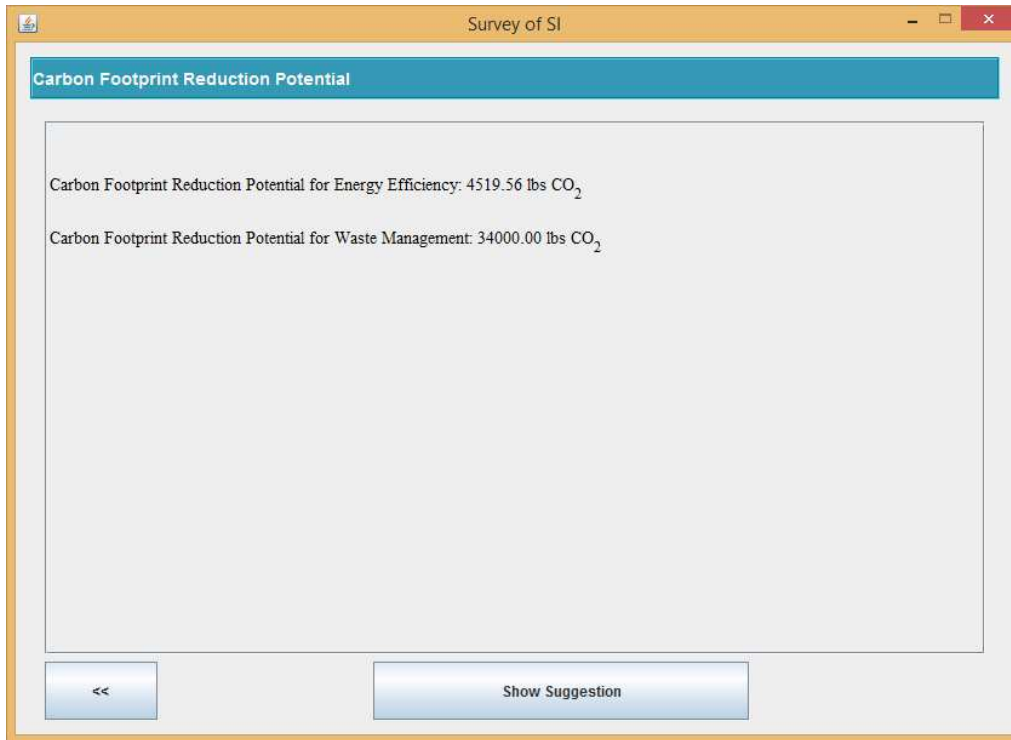 Survey of SI
Carbon Footprint Reduction Potential
Carbon Footprint Reduction Potential for Energy Efficiency: 4519.56 lbs CO₂
Carbon Footprint Reduction Potential for Waste Management: 34000.00 lbs CO₂
<< Show Suggestion